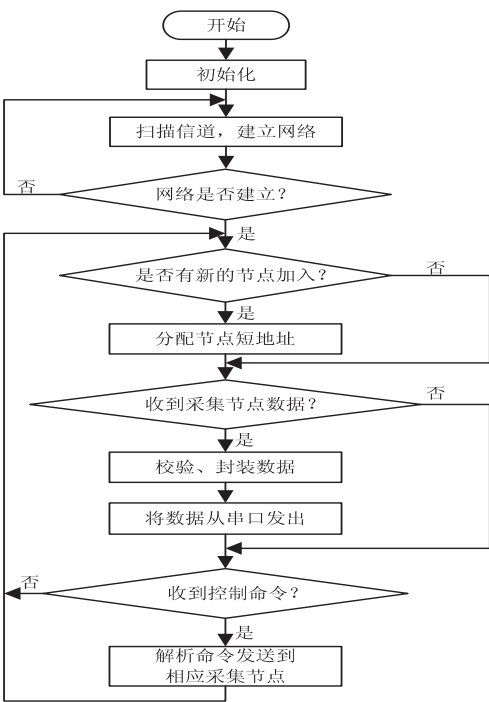 开始
初始化
扫描信道，建立网络
网络是否建立？
否
是
是否有新的节点加入？
否
是
分配节点短地址
收到采集节点数据？
否
是
校验、封装数据
将数据从串口发出
收到控制命令？
否
是
解析命令发送到
相应采集节点